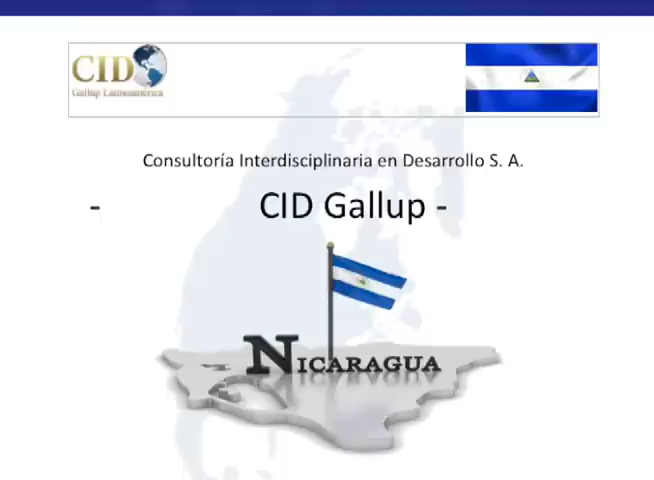 CID
Gallup Latinoamérica
Consultoría Interdisciplinaria en Desarrollo S. A.
- CID Gallup -
NICARAGUA